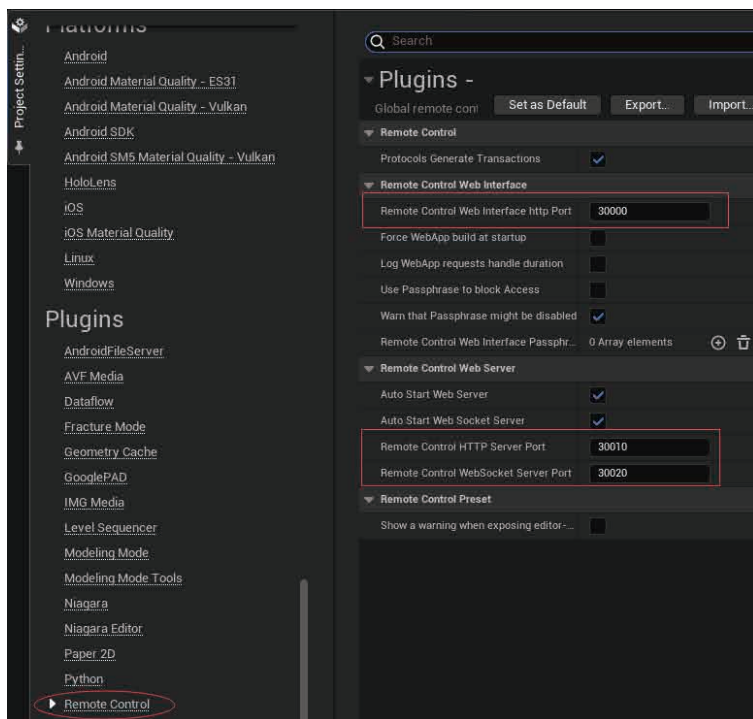 Project Settin...
Platforms
Android
Android Material Quality - ES31
Android Material Quality - Vulkan
Android SDK
Android SM5 Material Quality - Vulkan
HoloLens
iOS
iOS Material Quality
Linux
Windows
Plugins
AndroidFileServer
AVF Media
Dataflow
Fracture Mode
Geometry Cache
GooglePAD
IMG Media
Level Sequencer
Modeling Mode
Modeling Mode Tools
Niagara
Niagara Editor
Paper 2D
Python
Remote Control
Search
Plugins -
Global remote con Set as Default Export... Import...
Remote Control
Protocols Generate Transactions
Remote Control Web Interface
Remote Control Web Interface http Port 30000
Force WebApp build at startup
Log WebApp requests handle duration
Use Passphrase to block Access
Warn that Passphrase might be disabled
Remote Control Web Interface Passphr... 0 Array elements
Remote Control Web Server
Auto Start Web Server
Auto Start Web Socket Server
Remote Control HTTP Server Port 30010
Remote Control WebSocket Server Port 30020
Remote Control Preset
Show a warning when exposing editor-...